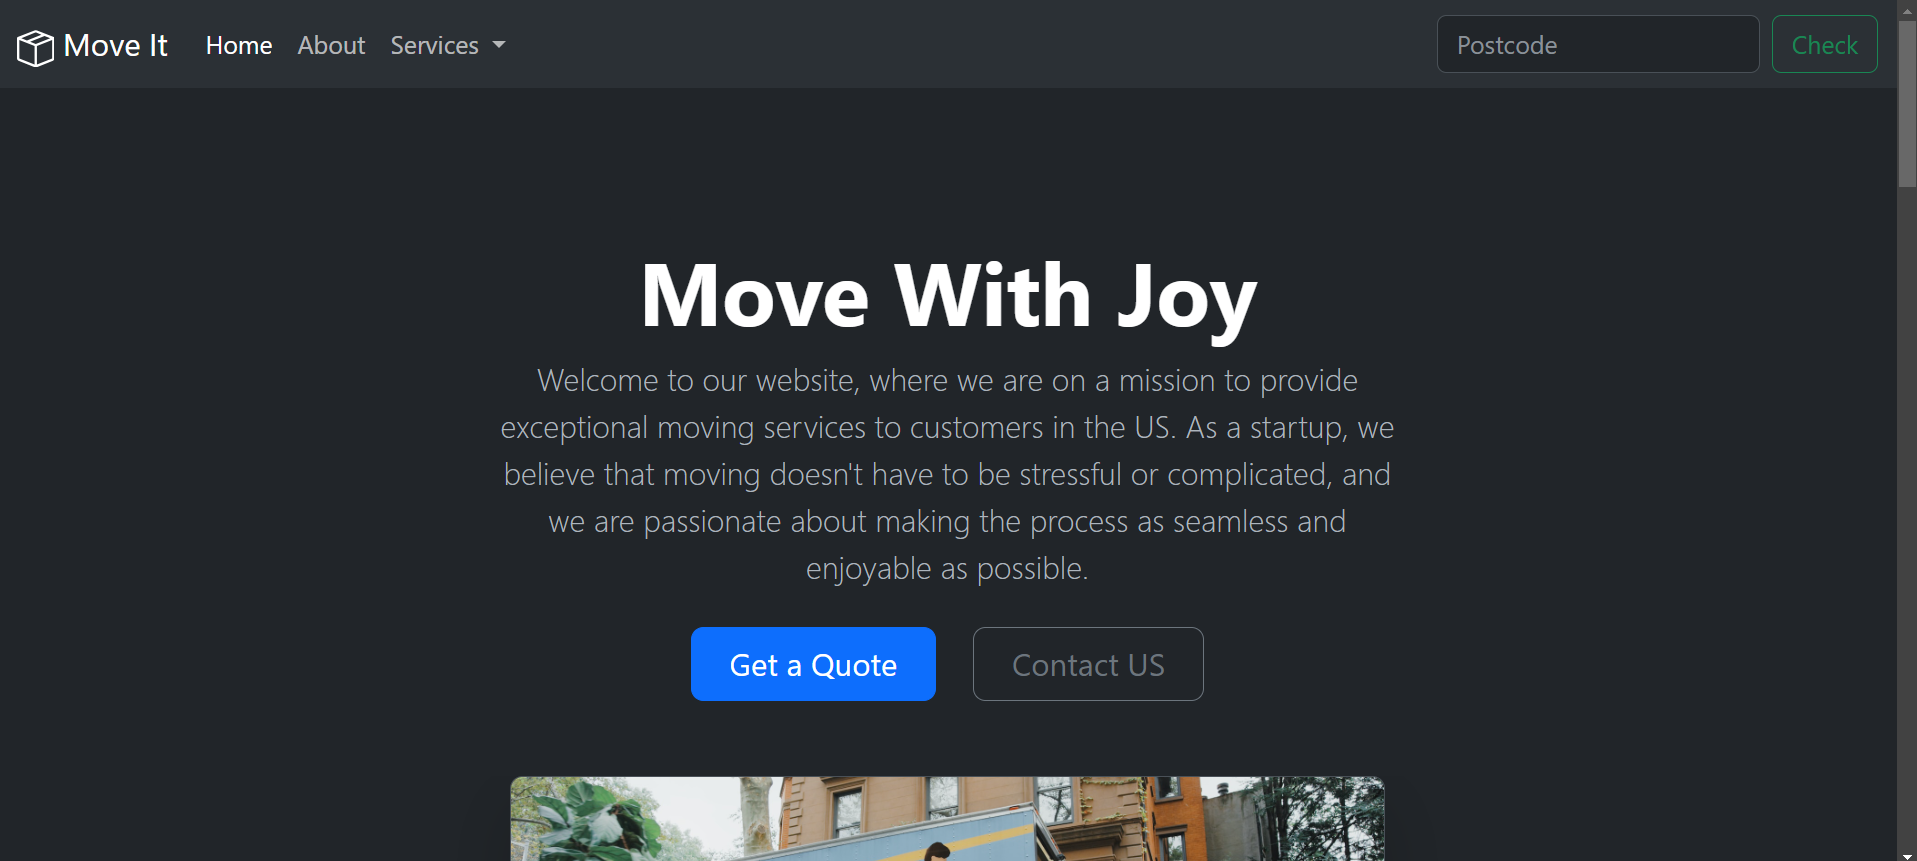 Move It
Home
About
Services
Postcode
Check
Move With Joy
Welcome to our website, where we are on a mission to provide
exceptional moving services to customers in the US. As a startup, we
believe that moving doesn't have to be stressful or complicated, and
we are passionate about making the process as seamless and
enjoyable as possible.
Get a Quote
Contact US